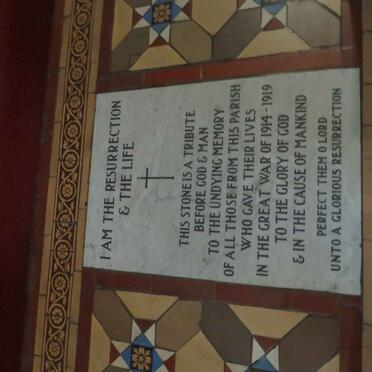 I AM THE RESURRECTION
& THE LIFE
THIS STONE IS A TRIBUTE
BEFORE GOD & MAN
TO THE UNDYING MEMORY
OF ALL THOSE FROM THIS PARISH
WHO GAVE THEIR LIVES
IN THE GREAT WAR OF 1914-1919
TO THE GLORY OF GOD
& IN THE CAUSE OF MANKIND
PERFECT THEM O LORD
UNTO A GLORIOUS RESURRECTION